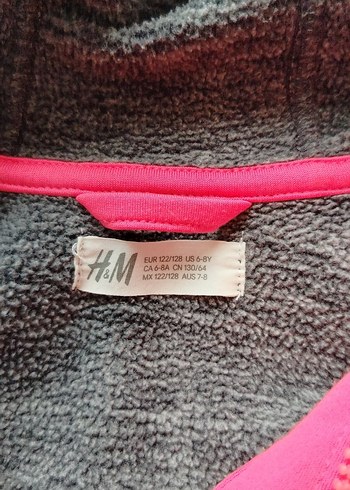 H&M
EUR 122/128 US 6-8Y
CA 6-8A CN 130/64
MX 122/128 AUS 7-8